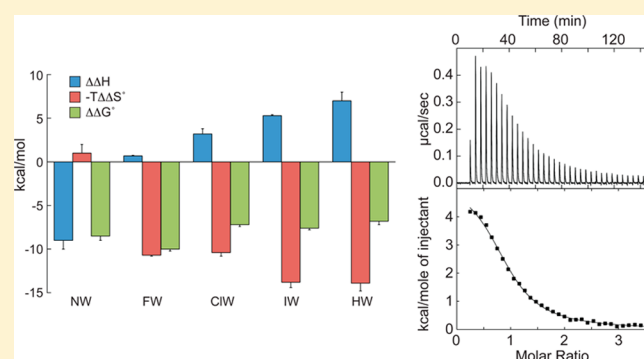 Time (min)
0 40 80 120
10
5
0
-5
-10
-15
kcal/mol
ΔΔH
-TΔΔS°
ΔΔG°
NW FW ClW IW HW
0.4
0.3
0.2
0.1
0.0
µcal/sec
4
3
2
1
0
kcal/mole of injectant
0 1 2 3
Molar Ratio